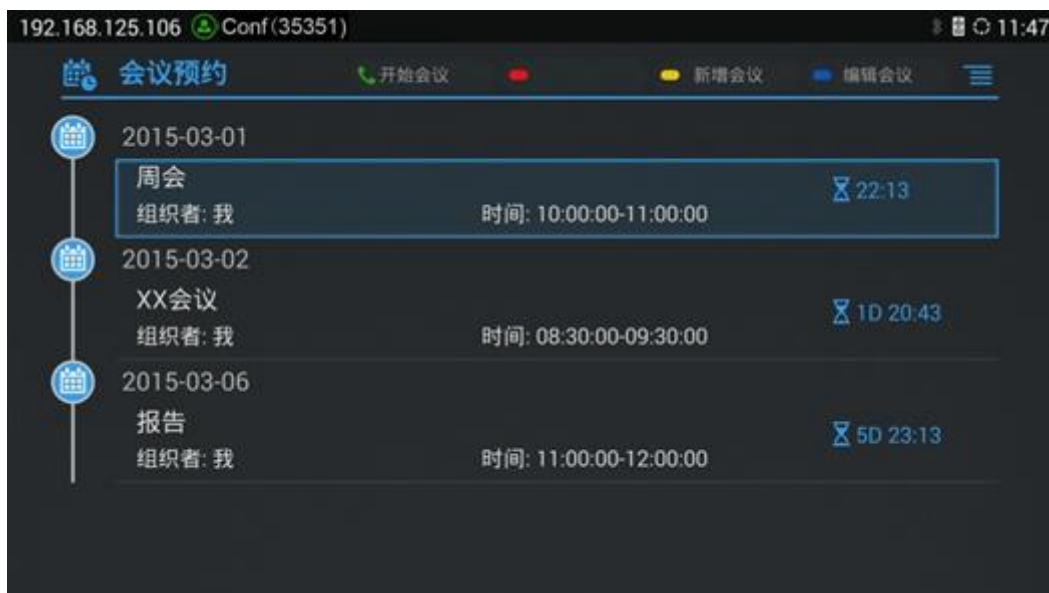 192.168.125.106 Conf(35351) 11:47
会议预约 开始会议 新增会议 编辑会议
2015-03-01
周会 22:13
组织者: 我 时间: 10:00:00-11:00:00
2015-03-02
XX会议 1D 20:43
组织者: 我 时间: 08:30:00-09:30:00
2015-03-06
报告 5D 23:13
组织者: 我 时间: 11:00:00-12:00:00